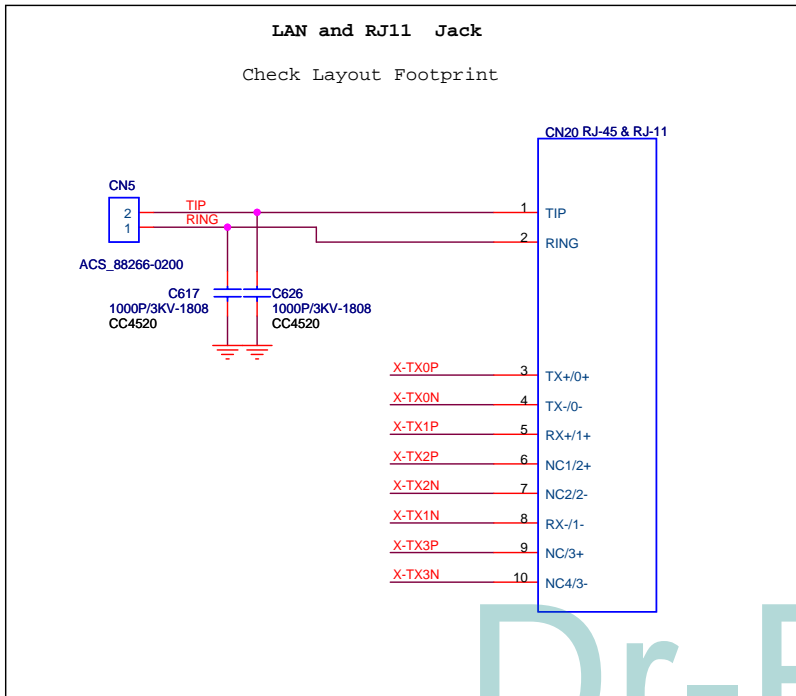 LAN and RJ11 Jack
Check Layout Footprint
CN20 RJ-45 & RJ-11
CN5
2
1
TIP
RING
ACS_88266-0200
1
TIP
2
RING
C617
1000P/3KV-1808
CC4520
C626
1000P/3KV-1808
CC4520
X-TX0P
3
TX+/0+
X-TX0N
4
TX-/0-
X-TX1P
5
RX+/1+
X-TX2P
6
NC1/2+
X-TX2N
7
NC2/2-
X-TX1N
8
RX-/1-
X-TX3P
9
NC/3+
X-TX3N
10
NC4/3-